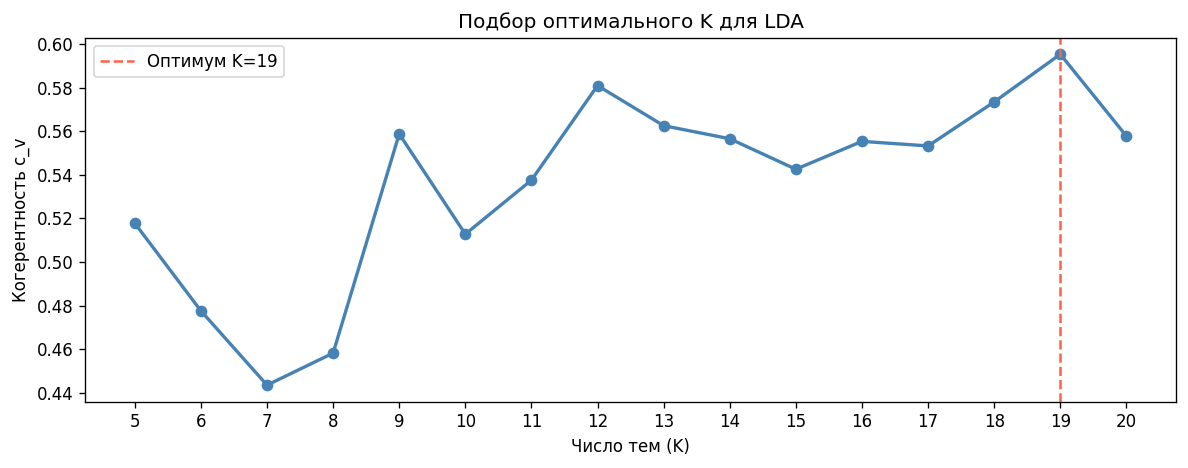 Подбор оптимального K для LDA
Оптимум K=19
Когерентность c_v
0.60
0.58
0.56
0.54
0.52
0.50
0.48
0.46
0.44
5 6 7 8 9 10 11 12 13 14 15 16 17 18 19 20
Число тем (K)